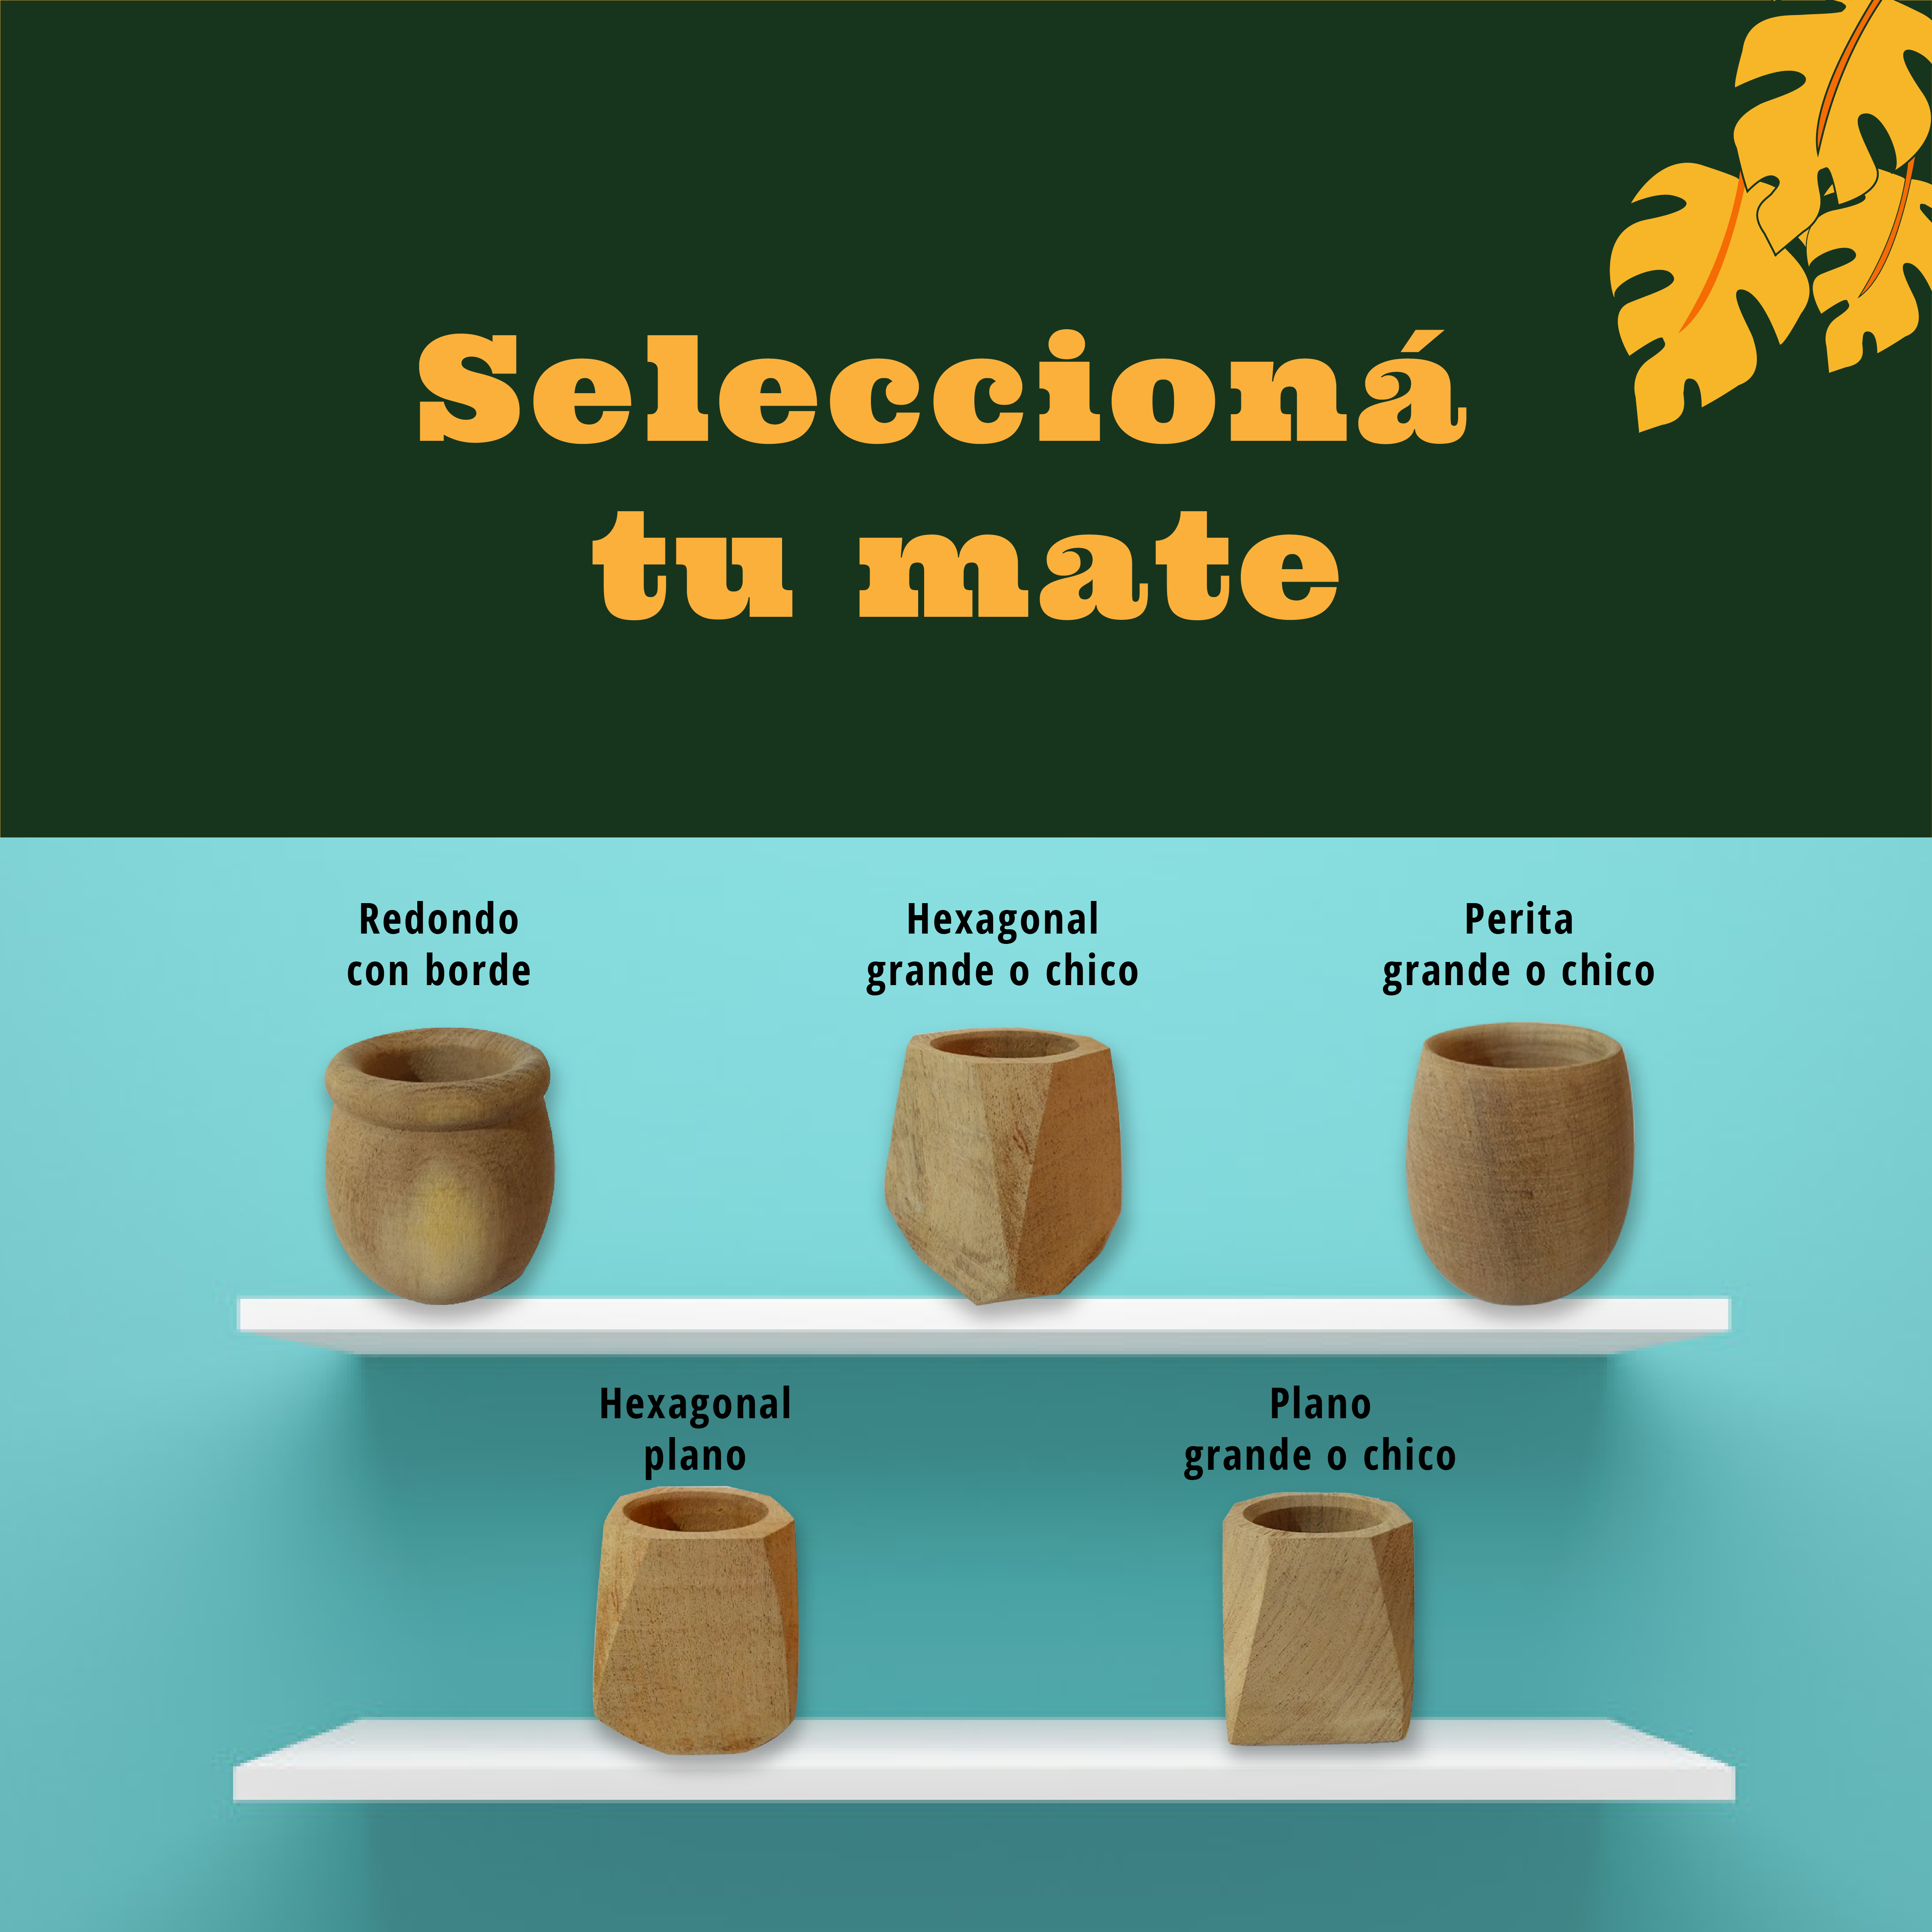 Seleccioná
tu mate
Redondo
con borde
Hexagonal
grande o chico
Perita
grande o chico
Hexagonal
plano
Plano
grande o chico